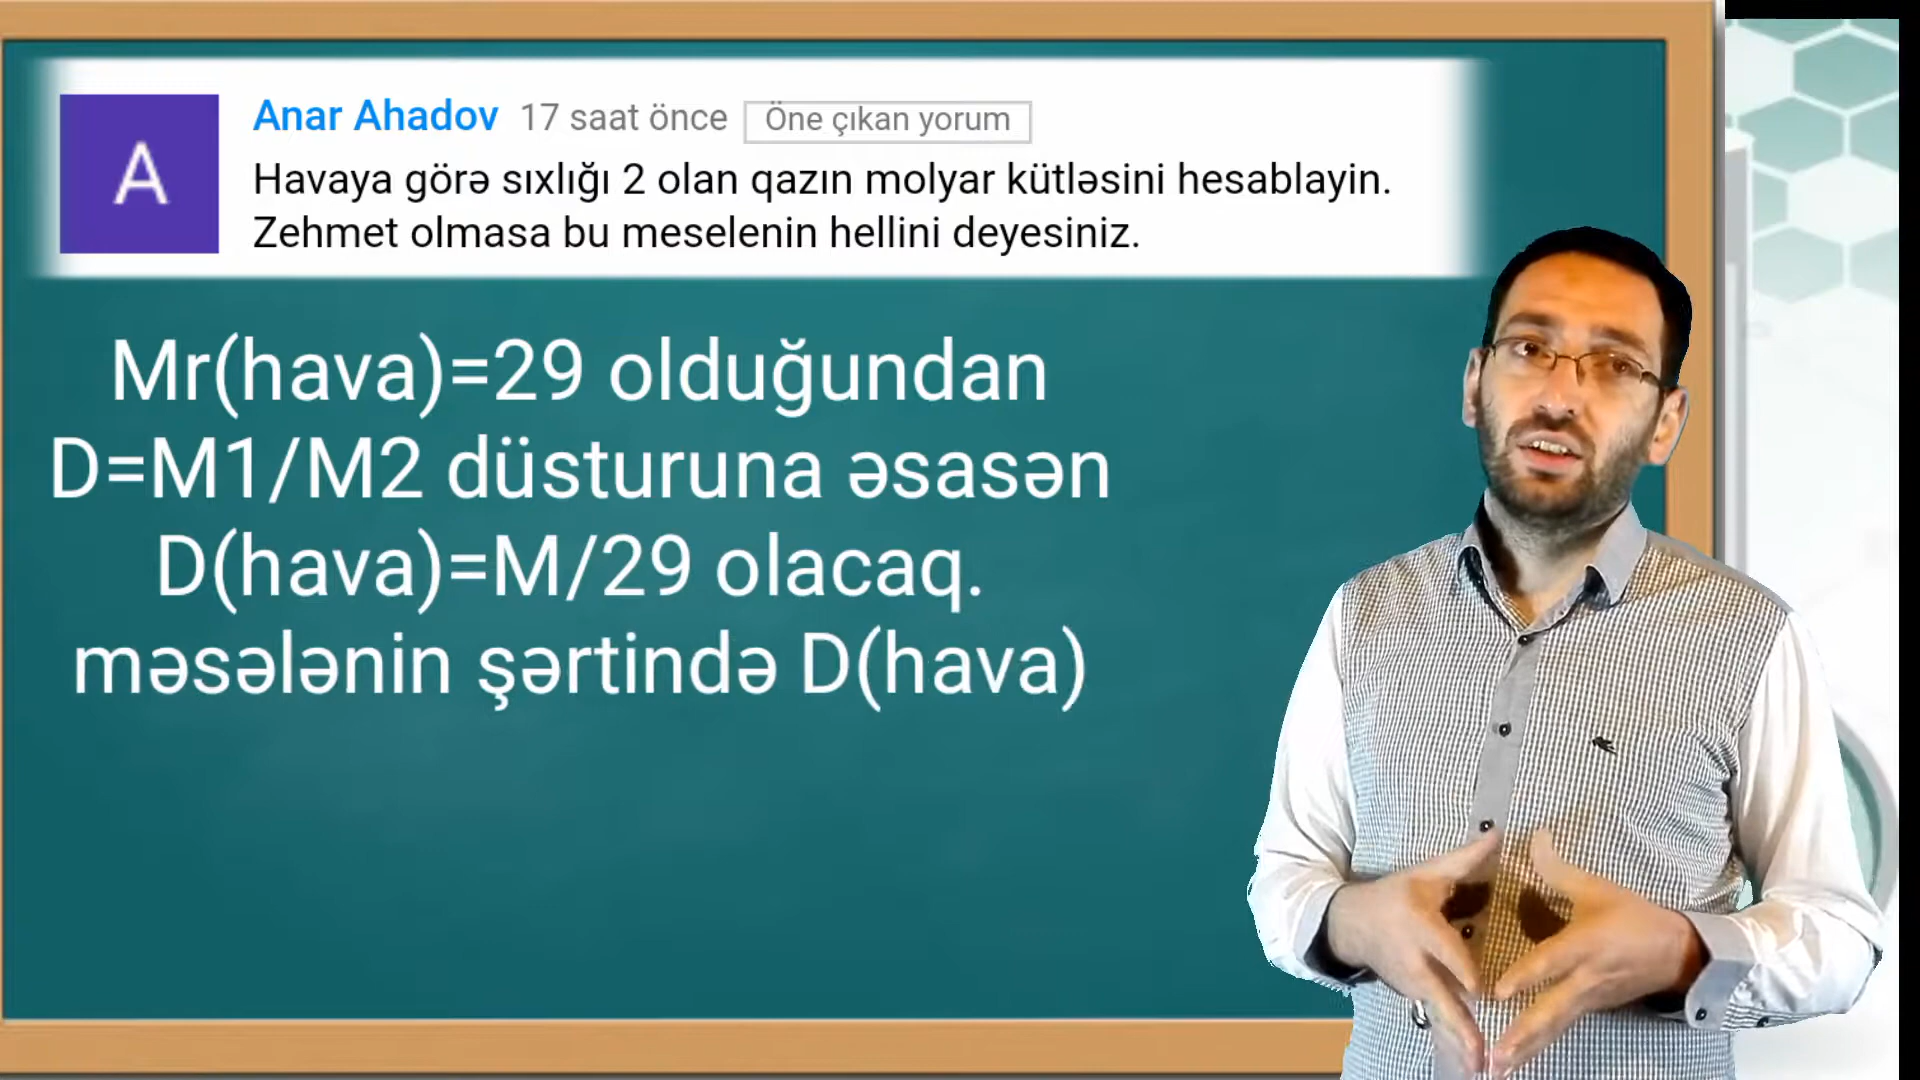 A
Anar Ahadov 17 saat önce Öne çıkan yorum
Havaya görə sıxlığı 2 olan qazın molyar kütləsini hesablayin.
Zehmet olmasa bu meselenin hellini deyesiniz.
Mr(hava)=29 olduğundan
D=M1/M2 düsturuna əsasən
D(hava)=M/29 olacaq.
məsələnin şərtində D(hava)